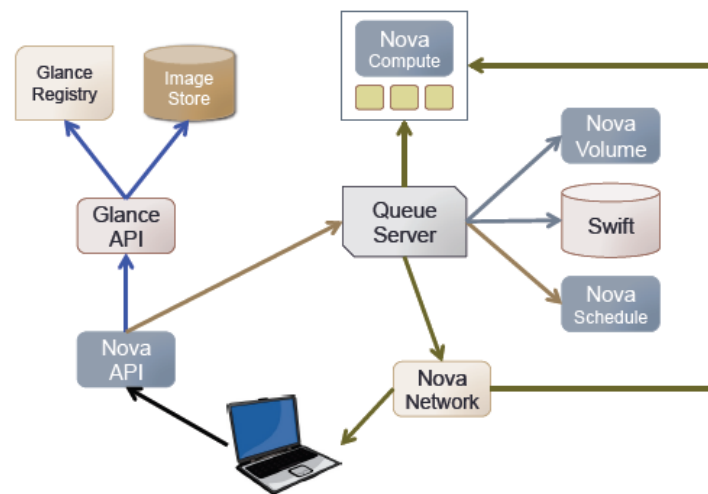 Glance
Registry
Image
Store
Nova
Compute
Nova
Volume
Glance
API
Queue
Server
Swift
Nova
Schedule
Nova
API
Nova
Network